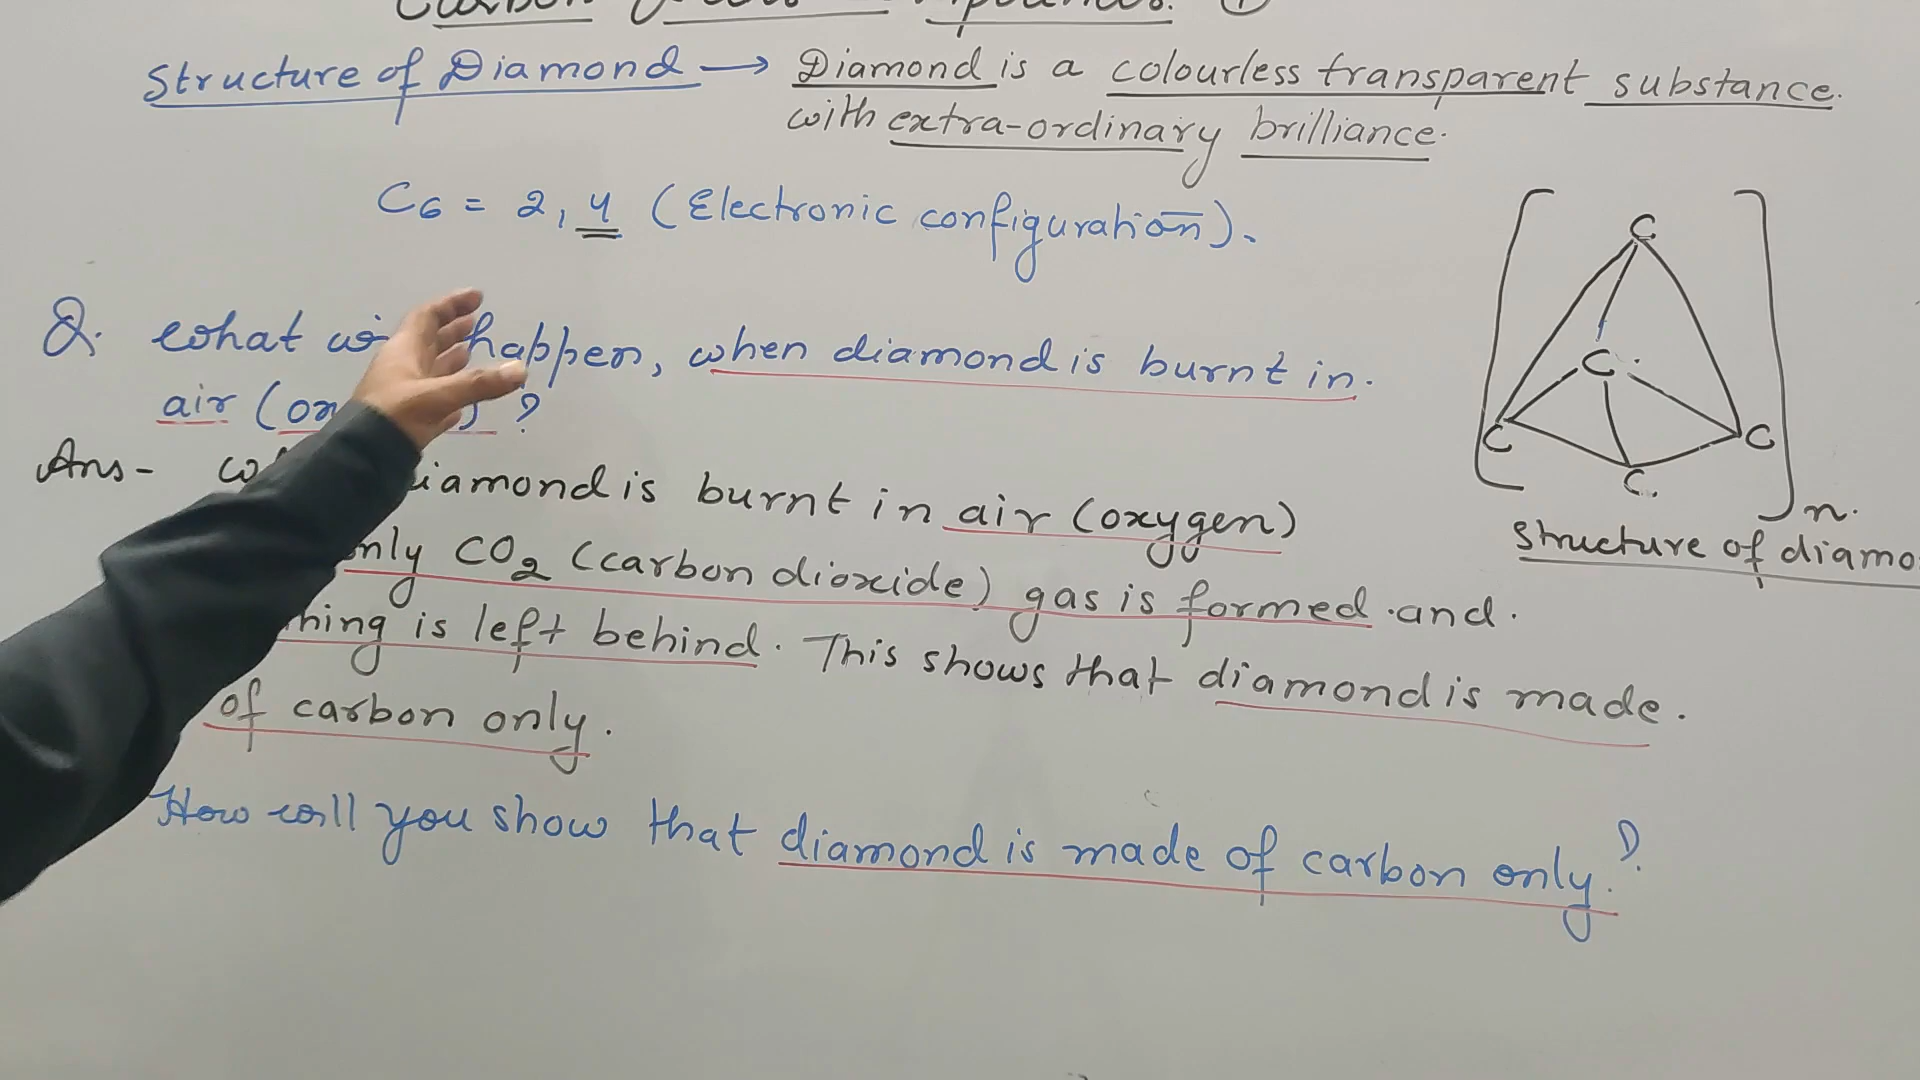 Structure of Diamond → Diamond is a colourless transparent substance.
with extra-ordinary brilliance.
C6 = 2, 4 (Electronic configuration).
Q. what happen, when diamond is burnt in.
air ( ) ?
Ans- iamond is burnt in air (oxygen)
nly CO2 (carbon dioxide) gas is formed and.
hing is left behind. This shows that diamond is made.
of carbon only.
How will you show that diamond is made of carbon only.?
C
C
C
C
C.
n.
Structure of diamo